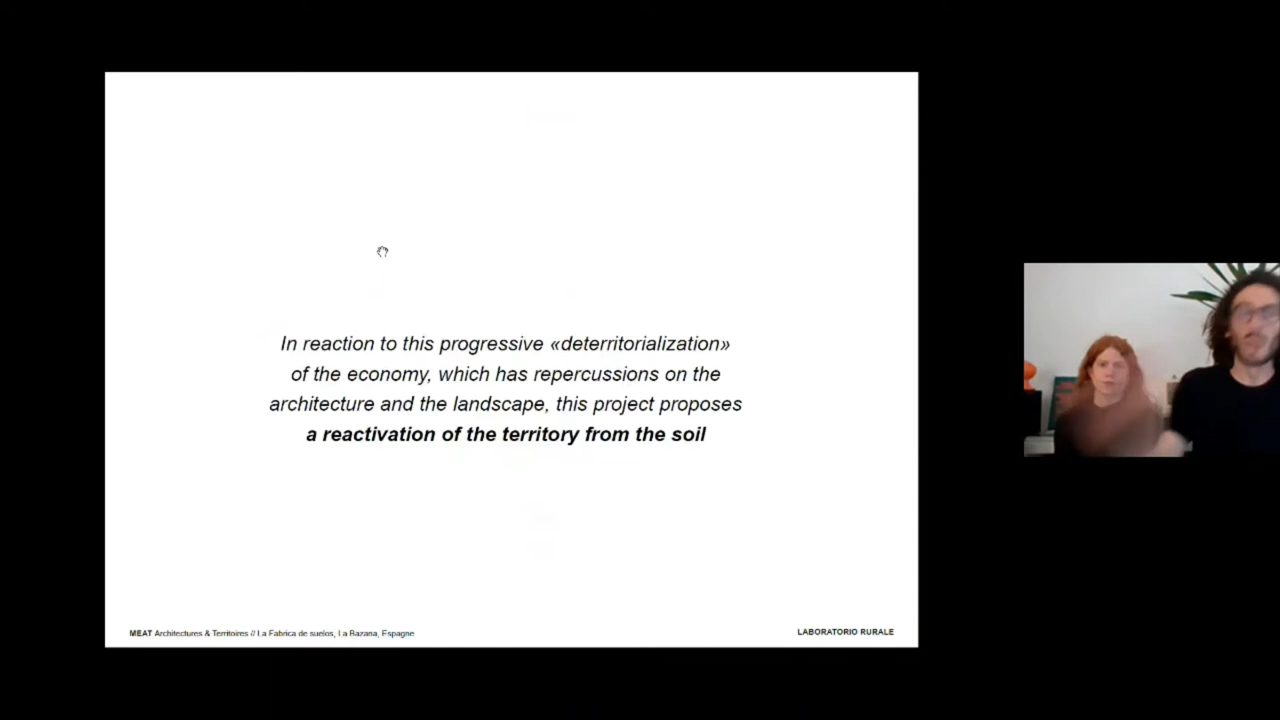 In reaction to this progressive «deterritorialization»
of the economy, which has repercussions on the
architecture and the landscape, this project proposes
a reactivation of the territory from the soil
MEAT Architectures & Territoires // La Fabrica de suelos, La Bazana, Espagne
LABORATORIO RURALE